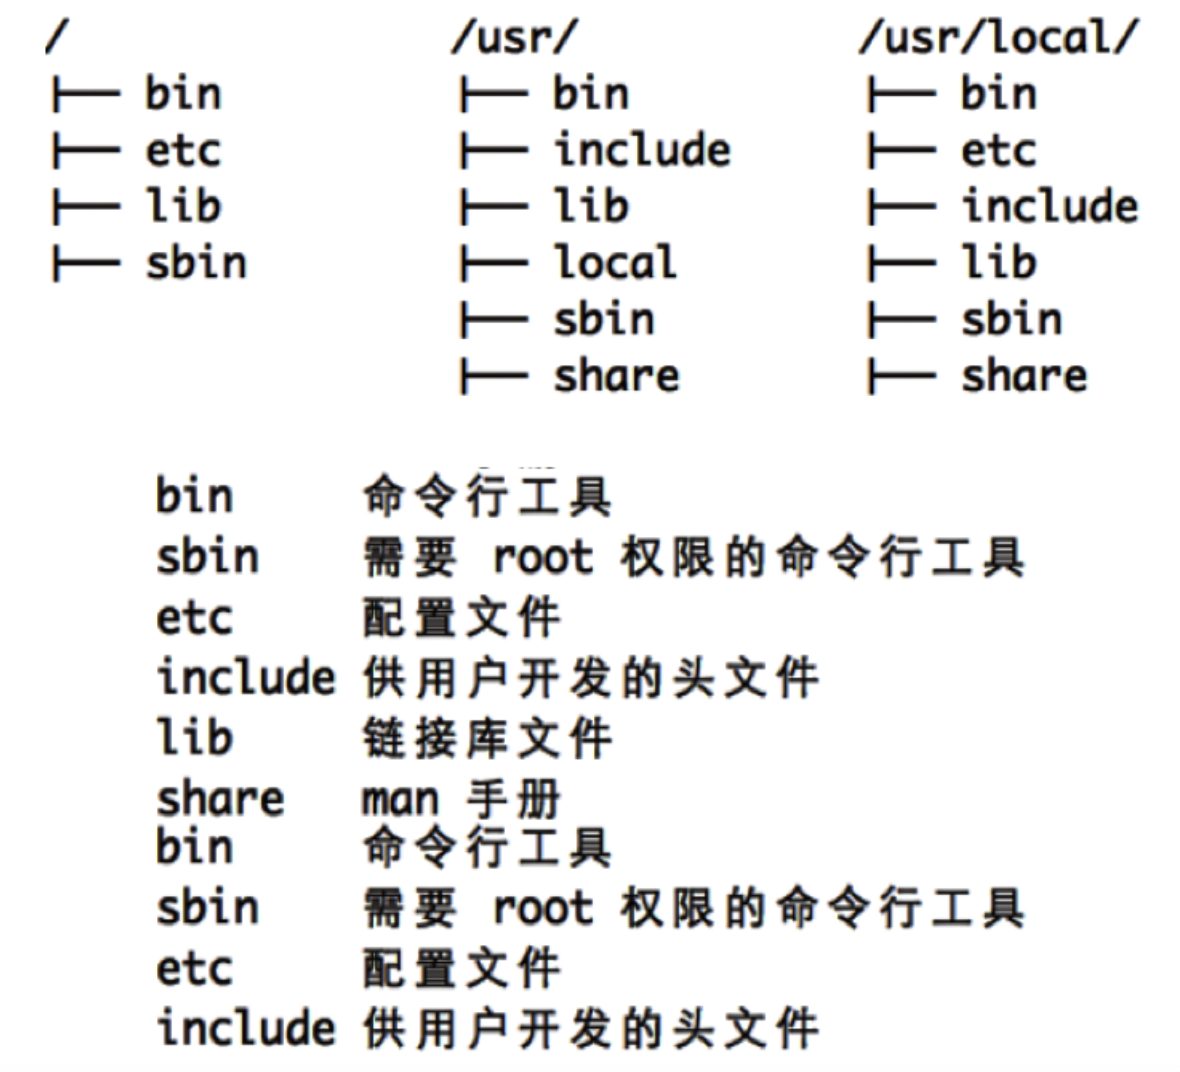 / /usr/ /usr/local/
├── bin ├── bin ├── bin
├── etc ├── include ├── etc
├── lib ├── lib ├── include
├── sbin ├── local ├── lib
├── sbin ├── sbin
├── share ├── share
bin 命令行工具
sbin 需要 root 权限的命令行工具
etc 配置文件
include 供用户开发的头文件
lib 链接库文件
share man 手册
bin 命令行工具
sbin 需要 root 权限的命令行工具
etc 配置文件
include 供用户开发的头文件